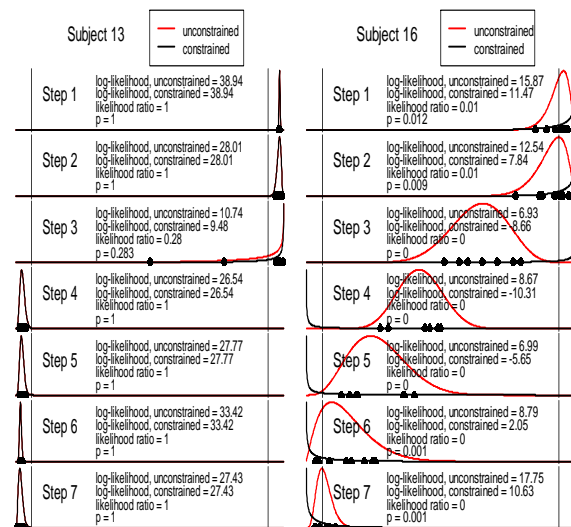 Subject 13
unconstrained
constrained
Step 1
log-likelihood, unconstrained = 38.94
log-likelihood, constrained = 38.94
likelihood ratio = 1
p = 1
Step 2
log-likelihood, unconstrained = 28.01
log-likelihood, constrained = 28.01
likelihood ratio = 1
p = 1
Step 3
log-likelihood, unconstrained = 10.74
log-likelihood, constrained = 9.48
likelihood ratio = 0.28
p = 0.283
Step 4
log-likelihood, unconstrained = 26.54
log-likelihood, constrained = 26.54
likelihood ratio = 1
p = 1
Step 5
log-likelihood, unconstrained = 27.77
log-likelihood, constrained = 27.77
likelihood ratio = 1
p = 1
Step 6
log-likelihood, unconstrained = 33.42
log-likelihood, constrained = 33.42
likelihood ratio = 1
p = 1
Step 7
log-likelihood, unconstrained = 27.43
log-likelihood, constrained = 27.43
likelihood ratio = 1
p = 1
Subject 16
unconstrained
constrained
Step 1
log-likelihood, unconstrained = 15.87
log-likelihood, constrained = 11.47
likelihood ratio = 0.01
p = 0.012
Step 2
log-likelihood, unconstrained = 12.54
log-likelihood, constrained = 7.84
likelihood ratio = 0.01
p = 0.009
Step 3
log-likelihood, unconstrained = 6.93
log-likelihood, constrained = -8.66
likelihood ratio = 0
p = 0
Step 4
log-likelihood, unconstrained = 8.67
log-likelihood, constrained = -10.31
likelihood ratio = 0
p = 0
Step 5
log-likelihood, unconstrained = 6.99
log-likelihood, constrained = -5.65
likelihood ratio = 0
p = 0
Step 6
log-likelihood, unconstrained = 8.79
log-likelihood, constrained = 2.05
likelihood ratio = 0
p = 0.001
Step 7
log-likelihood, unconstrained = 17.75
log-likelihood, constrained = 10.63
likelihood ratio = 0
p = 0.001